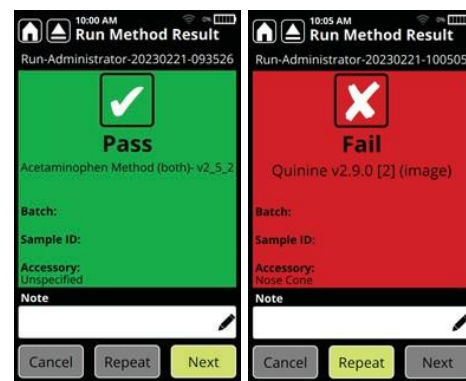 10:00 AM
Run Method
Result
Run-Administrator-20230221-093526
Pass
Acetaminophen Method (both)- v2_5_2
Batch:
Sample ID:
Accessory:
Unspecified
Note
Cancel
Repeat
Next
10:05 AM
Run Method Result
Run-Administrator-20230221-100505
Fail
Quinine v2.9.0 [2] (image)
Batch:
Sample ID:
Accessory:
Nose Cone
Note
Cancel
Repeat
Next